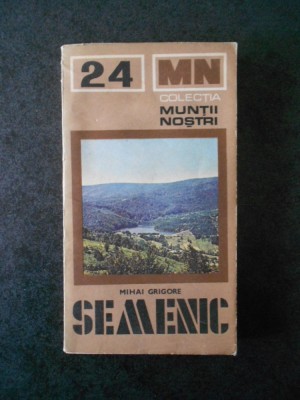 24 MN
COLECȚIA
MUNȚII
NOȘTRI
MIHAI GRIGORE
SEMENIC